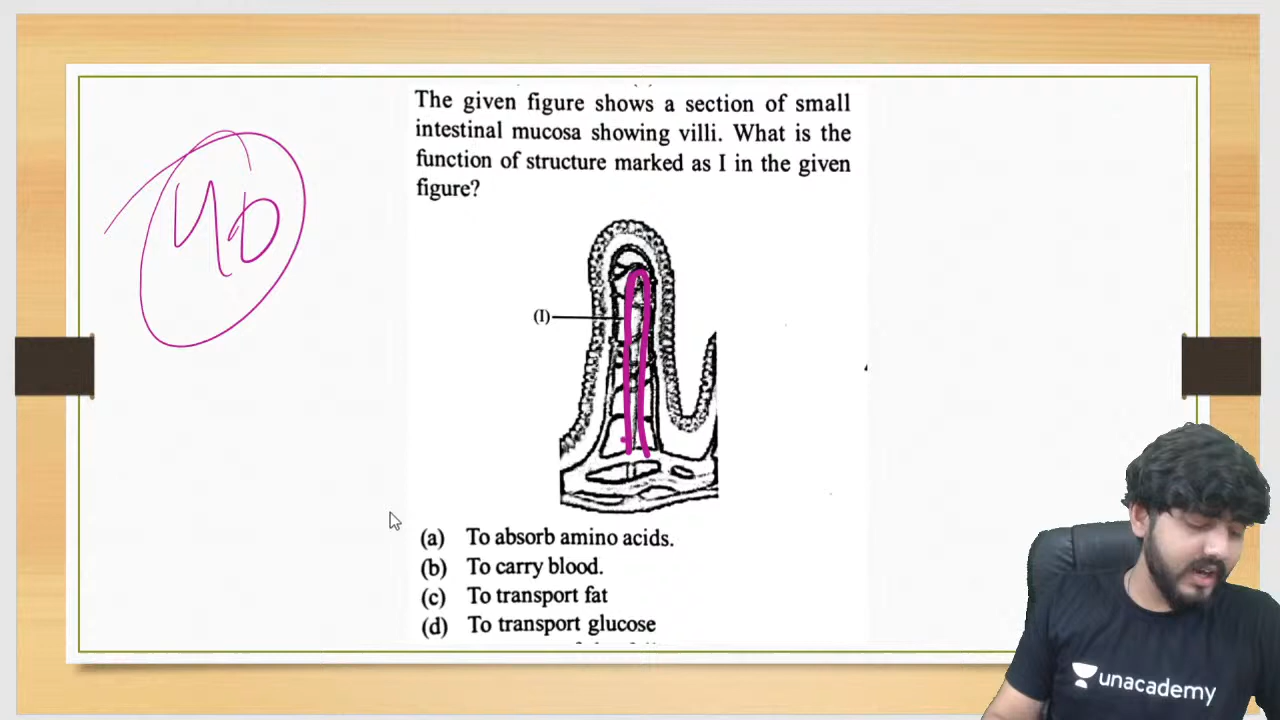 The given figure shows a section of small
intestinal mucosa showing villi. What is the
function of structure marked as I in the given
figure?
(I)
(a) To absorb amino acids.
(b) To carry blood.
(c) To transport fat
(d) To transport glucose
unacademy